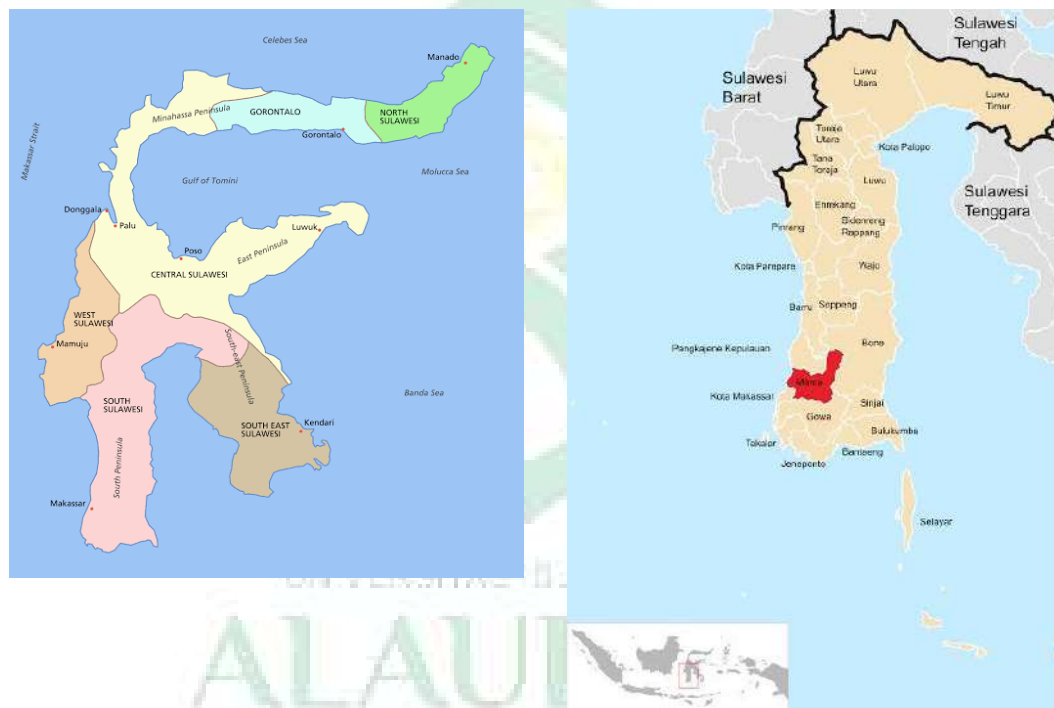 Celebes Sea
Manado
Minahassa Peninsula
GORONTALO
NORTH
SULAWESI
Gorontalo
Makassar Strait
Gulf of Tomini
Molucca Sea
Donggala
Palu
Luwuk
Poso
East Peninsula
CENTRAL SULAWESI
WEST
SULAWESI
Mamuju
South-east Peninsula
Banda Sea
SOUTH
SULAWESI
SOUTH EAST
SULAWESI
Kendari
South Peninsula
Makassar
Sulawesi
Tengah
Sulawesi
Barat
Luwu
Utara
Luwu
Timur
Toraja
Utara
Kota Palopo
Tana
Toraja
Luwu
Sulawesi
Tenggara
Enrekang
Sidenreng
Rappang
Pinrang
Kota Parepare
Wajo
Barru
Soppeng
Bone
Pangkajene Kepulauan
Maros
Kota Makassar
Sinjai
Gowa
Bulukumba
Takalar
Bantaeng
Jeneponto
Selayar
ALAU